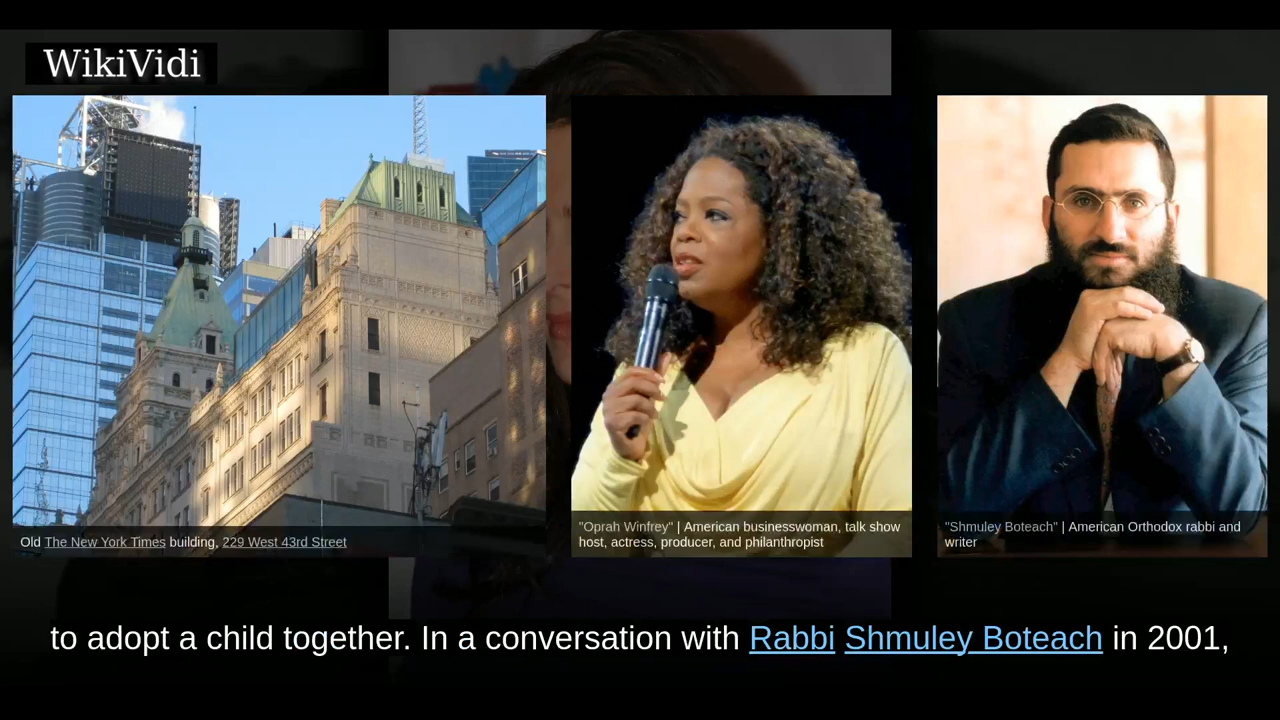 WikiVidi
Old The New York Times building, 229 West 43rd Street
"Oprah Winfrey" | American businesswoman, talk show
host, actress, producer, and philanthropist
"Shmuley Boteach" | American Orthodox rabbi and
writer
to adopt a child together. In a conversation with Rabbi Shmuley Boteach in 2001,